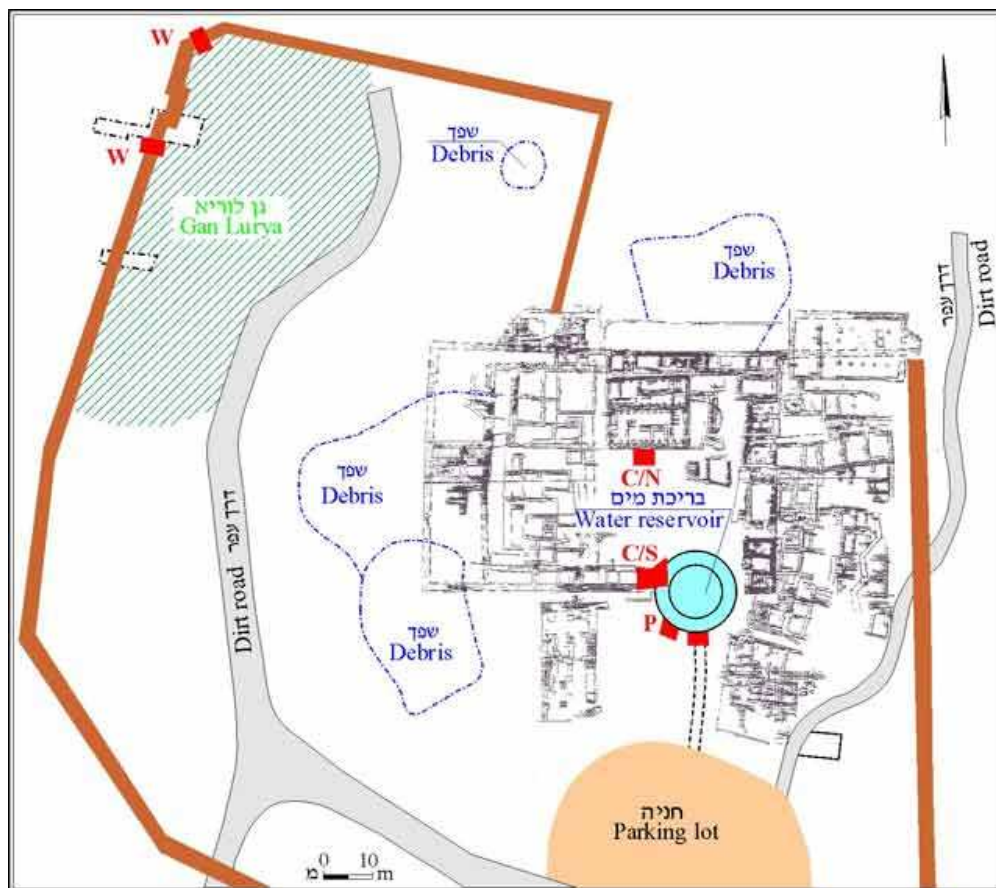 W
W
שפך
Debris
גן לוריא
Gan Lurya
שפך
Debris
דרך עפר
Dirt road
שפך
Debris
C/N
בריכת מים
Water reservoir
C/S
דרך עפר
Dirt road
P
שפך
Debris
חניה
Parking lot
0 10
מ m